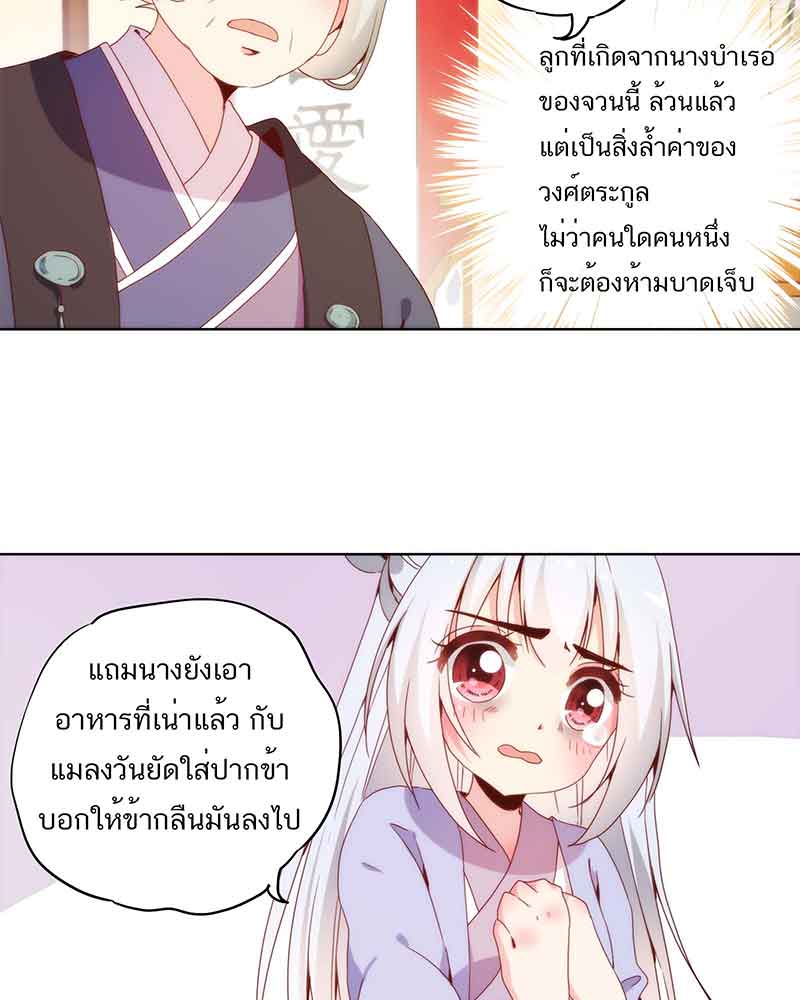 愛
ลูกที่เกิดจากนางบำเรอ
ของจวนนี้ ล้วนแล้ว
แต่เป็นสิ่งล้ำค่าของ
วงศ์ตระกูล
ไม่ว่าคนใดคนหนึ่ง
ก็จะต้องห้ามบาดเจ็บ
แถมนางยังเอา
อาหารที่เน่าแล้ว กับ
แมลงวันยัดใส่ปากข้า
บอกให้ข้ากลืนมันลงไป